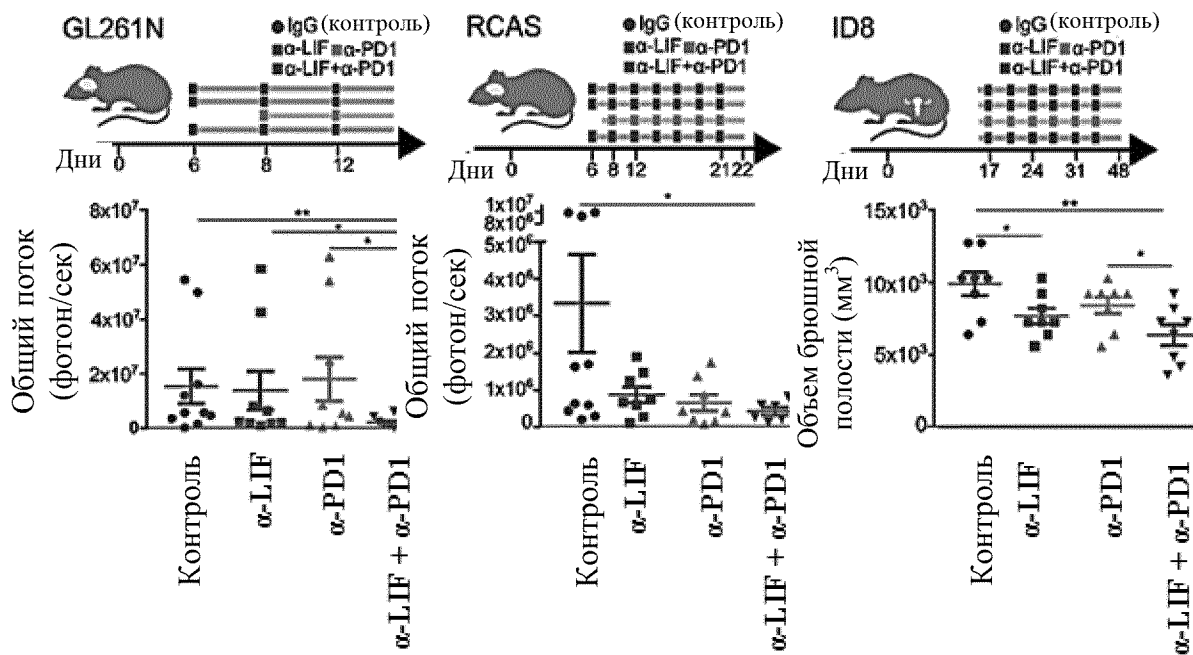 GL261N
● IgG (контроль)
■ α-LIF ■ α-PD1
■ α-LIF+α-PD1
Дни 0 6 8 12
8x10⁷
6x10⁷
4x10⁷
2x10⁷
0
**
*
*
Общий поток
(фотон/сек)
Контроль
α-LIF
α-PD1
α-LIF + α-PD1
RCAS
● IgG (контроль)
■ α-LIF ■ α-PD1
■ α-LIF+α-PD1
Дни 0 6 8 12 21 22
1x10⁷
8x10⁶
5x10⁶
4x10⁶
3x10⁶
2x10⁶
1x10⁶
0
*
Общий поток
(фотон/сек)
Контроль
α-LIF
α-PD1
α-LIF + α-PD1
ID8
● IgG (контроль)
■ α-LIF ■ α-PD1
■ α-LIF+α-PD1
Дни 0 17 24 31 48
15x10³
10x10³
5x10³
0
**
*
*
Объем брюшной
полости (мм³)
Контроль
α-LIF
α-PD1
α-LIF + α-PD1